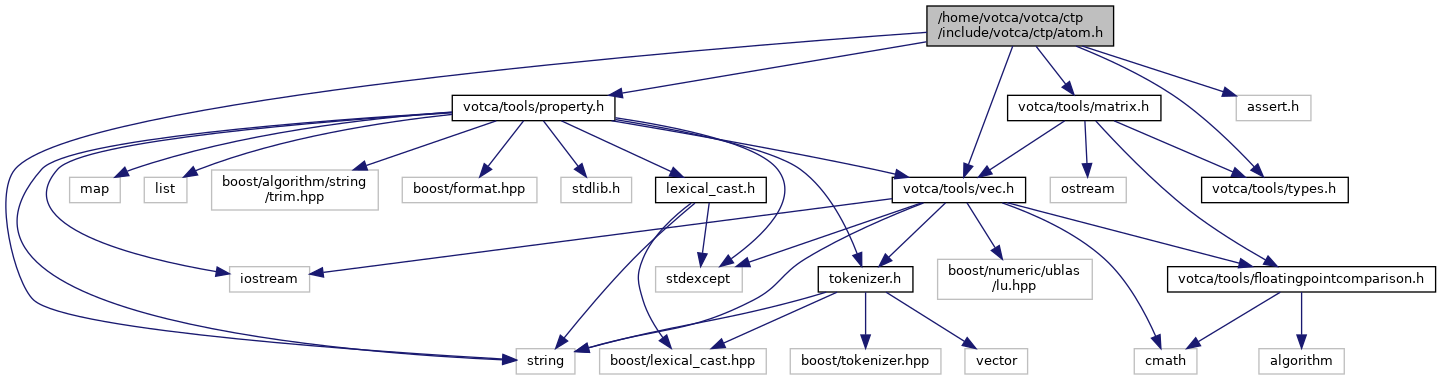 /home/votca/votca/ctp
/include/votca/ctp/atom.h
votca/tools/property.h
votca/tools/matrix.h
assert.h
map
list
boost/algorithm/string
/trim.hpp
boost/format.hpp
stdlib.h
lexical_cast.h
votca/tools/vec.h
ostream
votca/tools/types.h
iostream
stdexcept
tokenizer.h
boost/numeric/ublas
/lu.hpp
votca/tools/floatingpointcomparison.h
string
boost/lexical_cast.hpp
boost/tokenizer.hpp
vector
cmath
algorithm